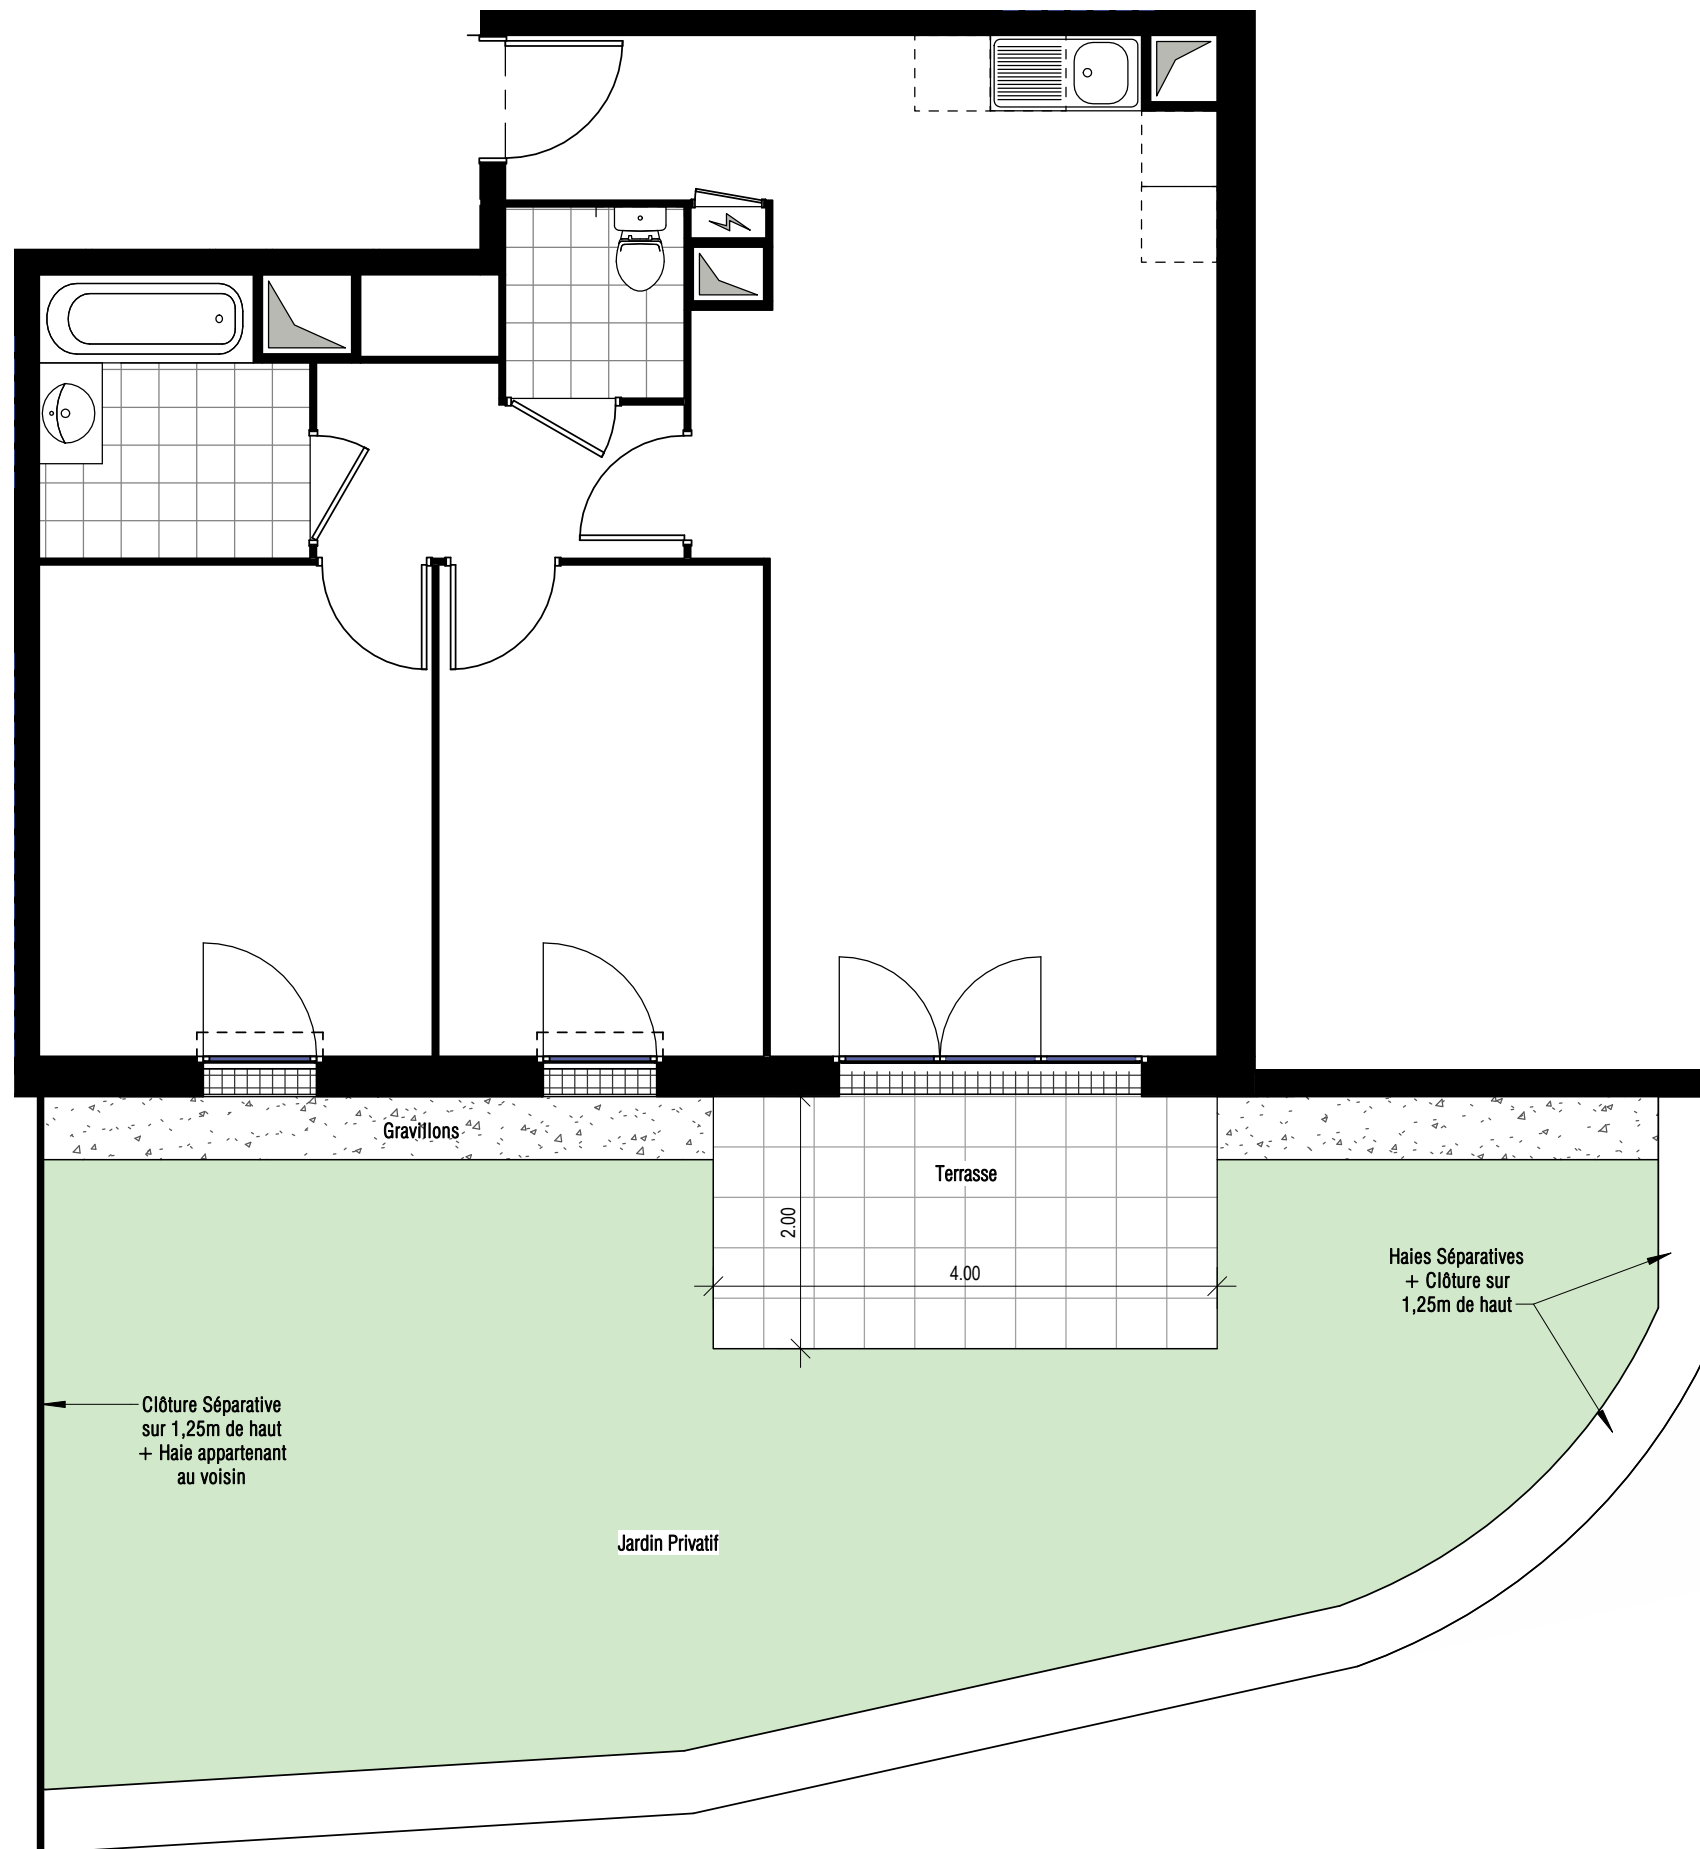 Gravillons
Terrasse
2.00
4.00
Haies Séparatives
+ Clôture sur
1,25m de haut
Clôture Séparative
sur 1,25m de haut
+ Haie appartenant
au voisin
Jardin Privatif